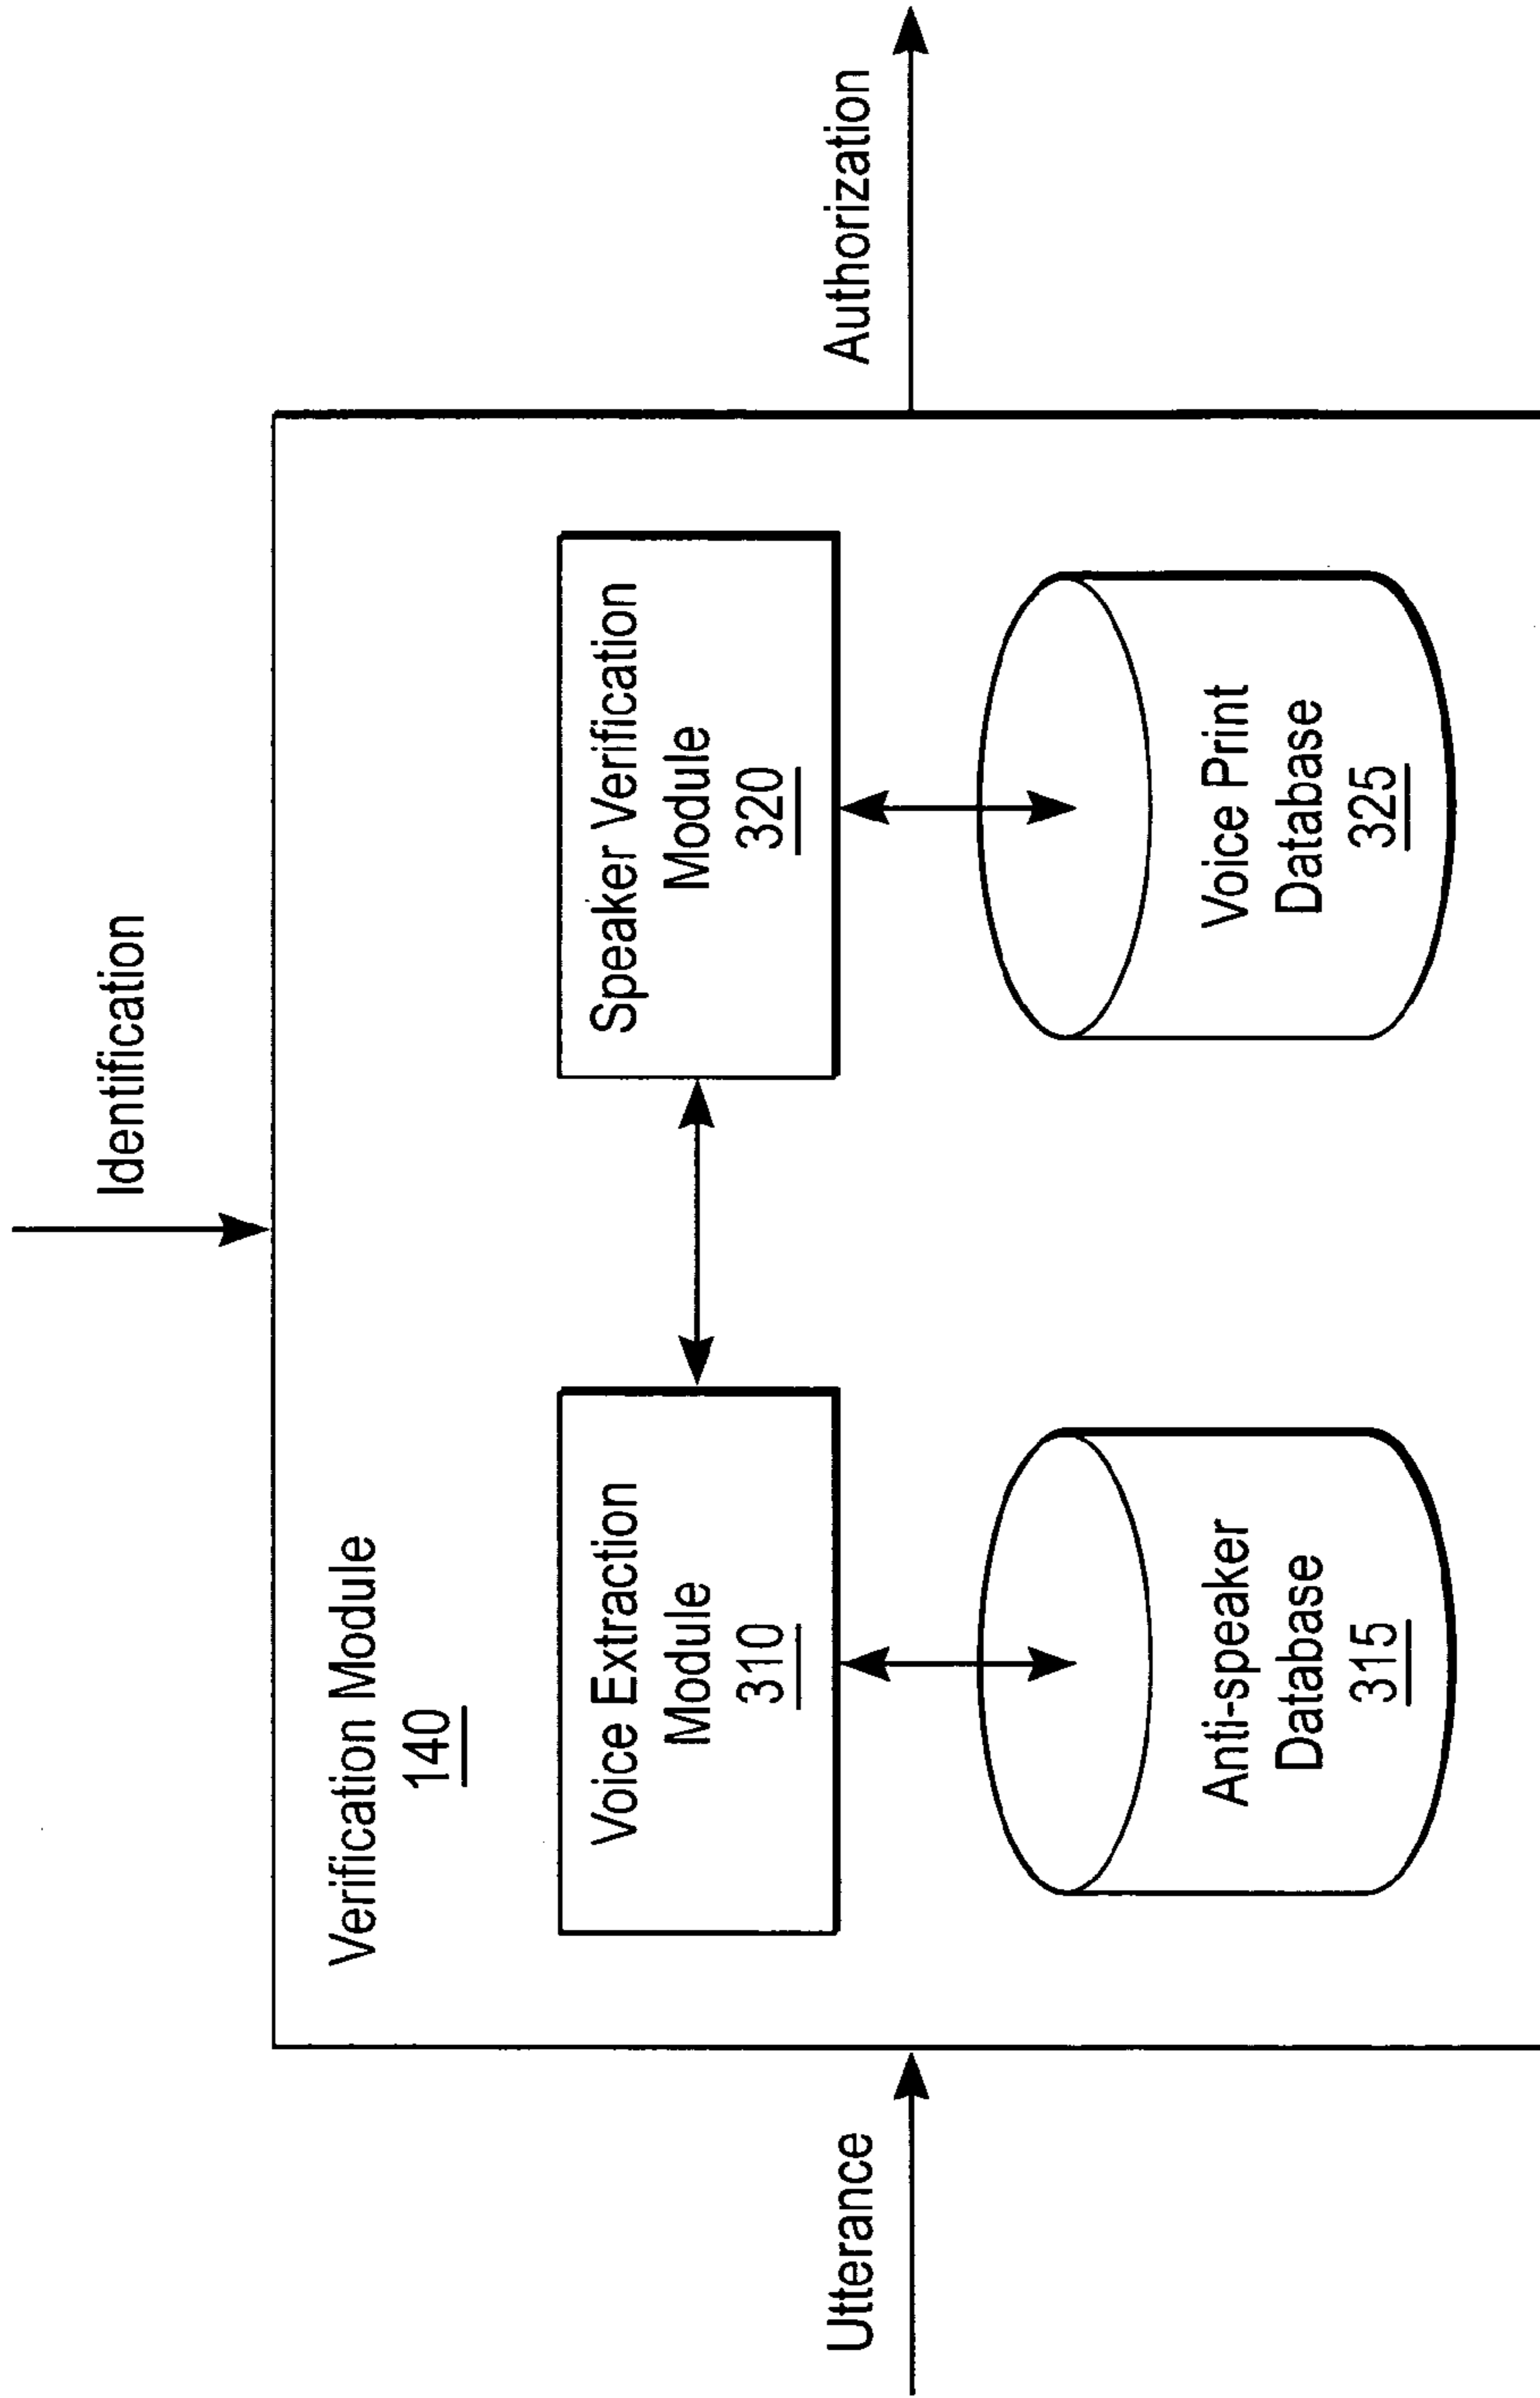 Identification
Verification Module
140
Voice Extraction
Module
310
Speaker Verification
Module
320
Utterance
Authorization
Anti-speaker
Database
315
Voice Print
Database
325